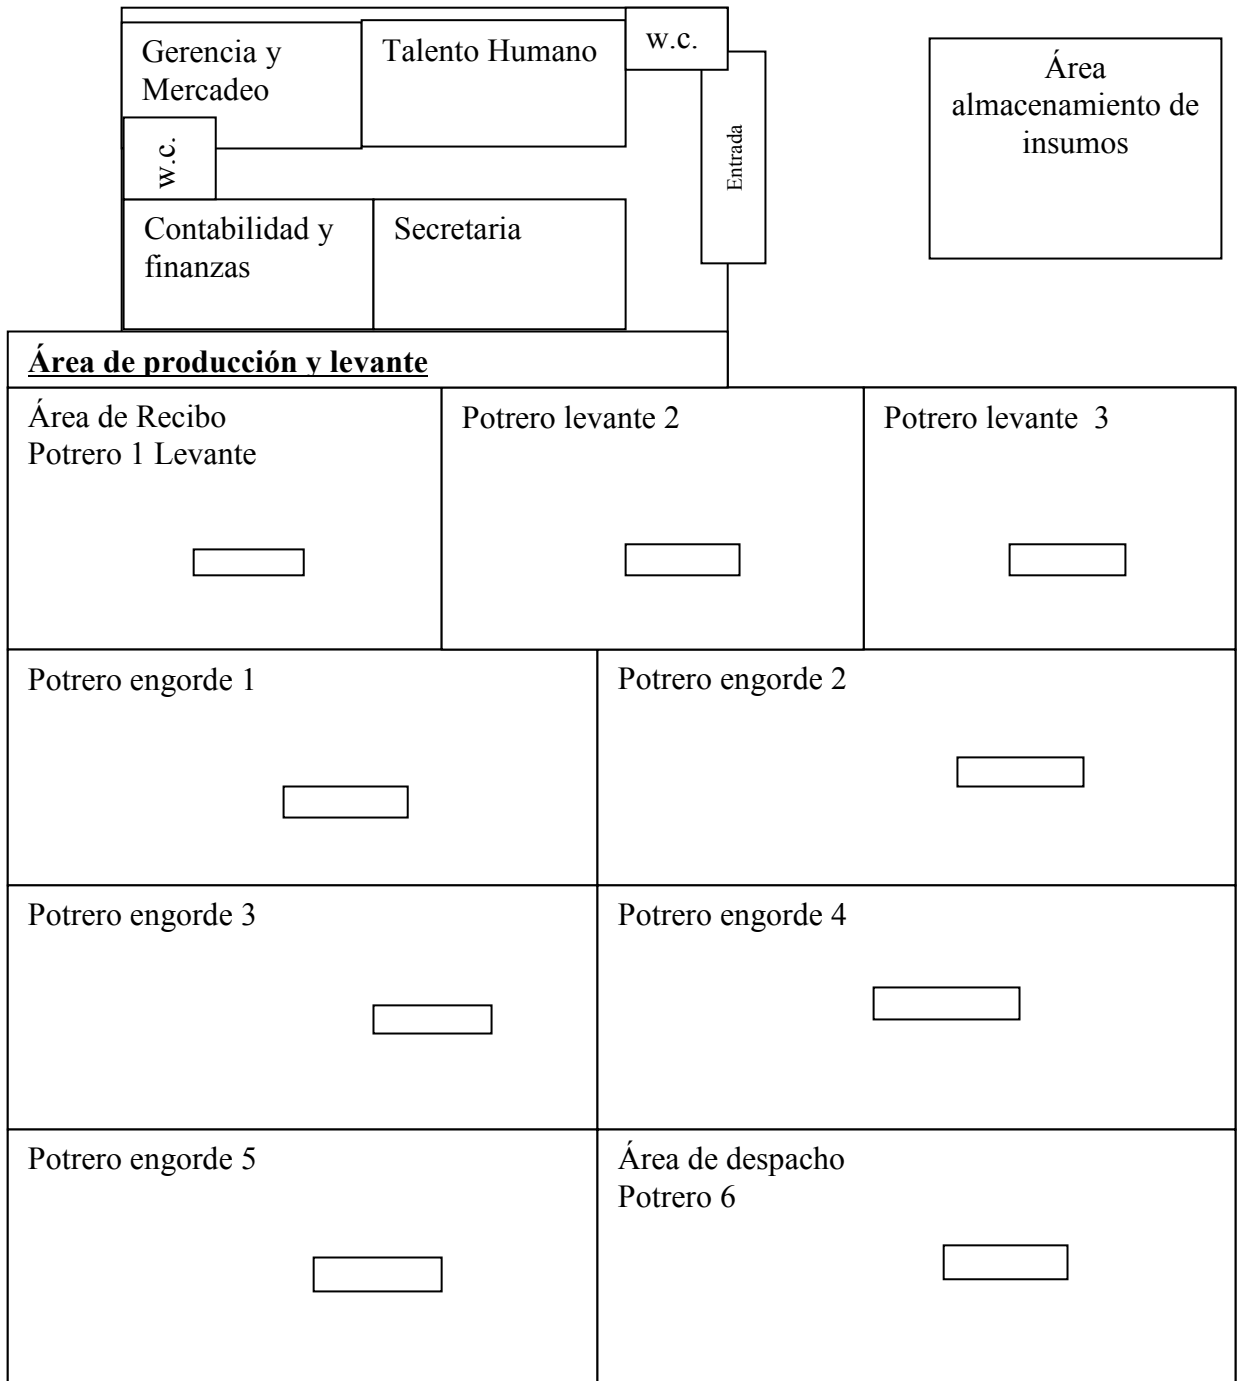 Gerencia y
Mercadeo
Talento Humano
w.c.
Entrada
Área
almacenamiento de
insumos
w.c.
Contabilidad y
finanzas
Secretaria
Área de producción y levante
Área de Recibo
Potrero 1 Levante
Potrero levante 2
Potrero levante  3
Potrero engorde 1
Potrero engorde 2
Potrero engorde 3
Potrero engorde 4
Potrero engorde 5
Área de despacho
Potrero 6